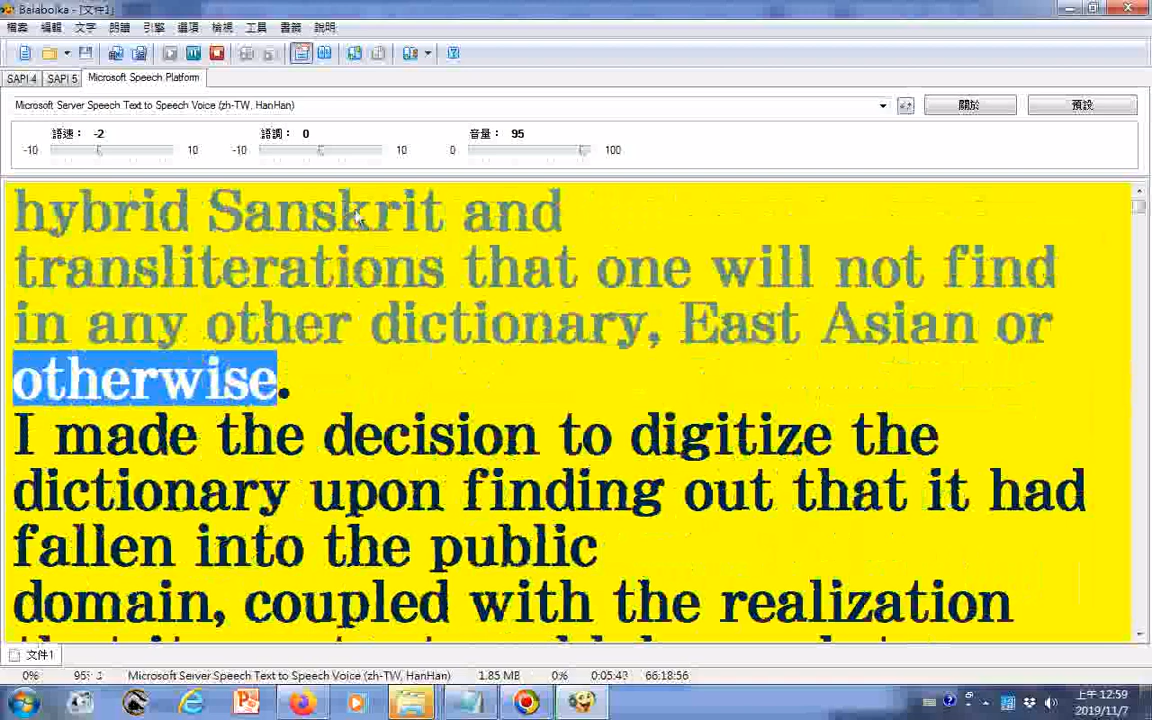 Balabolka - [文件1]
檔案 編輯 文字 朗讀 引擎 選項 檢視 工具 書籤 說明
SAPI 4 SAPI 5 Microsoft Speech Platform
Microsoft Server Speech Text to Speech Voice (zh-TW, HanHan) 關於 預設
語速： -2 語調： 0 音量： 95
-10 10 -10 10 0 100
hybrid Sanskrit and
transliterations that one will not find
in any other dictionary, East Asian or
otherwise.
I made the decision to digitize the
dictionary upon finding out that it had
fallen into the public
domain, coupled with the realization
文件1
0% Microsoft Server Speech Text to Speech Voice (zh-TW, HanHan) 1.85 MB 0% 0:05:43 66:18:56
上午 12:59
2019/11/7